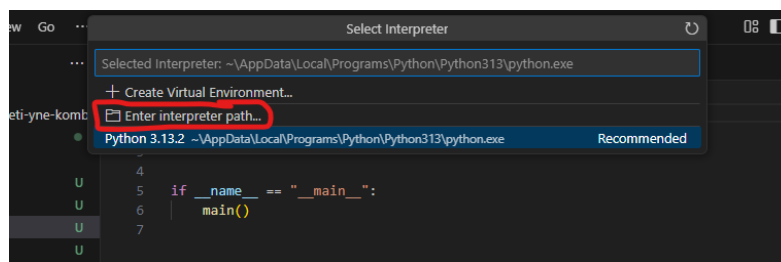 ew Go ...
Select Interpreter
...
Selected Interpreter: ~\AppData\Local\Programs\Python\Python313\python.exe
+ Create Virtual Environment...
eti-yne-komb
Enter interpreter path...
Python 3.13.2 ~\AppData\Local\Programs\Python\Python313\python.exe Recommended
4
U 5 if __name__ == "__main__":
U 6 main()
U 7
U